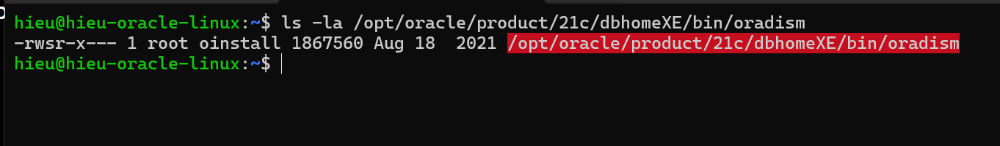 hieu@hieu-oracle-linux:~$ ls -la /opt/oracle/product/21c/dbhomeXE/bin/oradism
-rwsr-x--- 1 root oinstall 1867560 Aug 18  2021 /opt/oracle/product/21c/dbhomeXE/bin/oradism
hieu@hieu-oracle-linux:~$